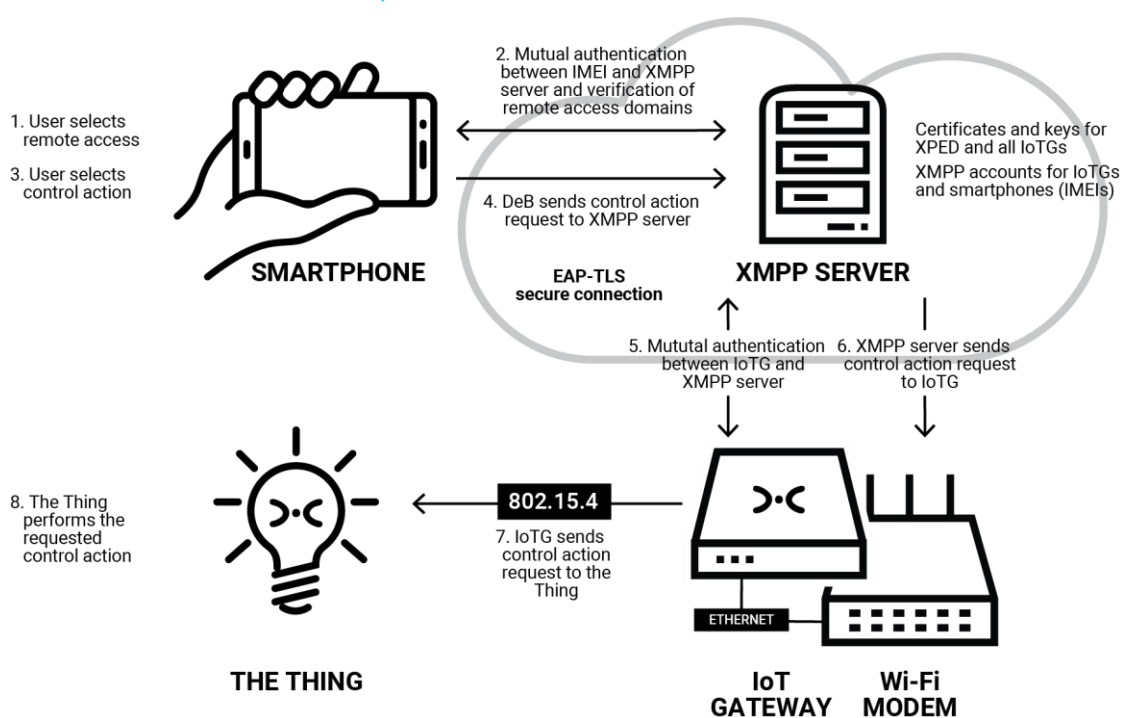 1. User selects
remote access
3. User selects
control action
2. Mutual authentication
between IMEI and XMPP
server and verification of
remote access domains
4. DeB sends control action
request to XMPP server
Certificates and keys for
XPED and all IoTGs
XMPP accounts for IoTGs
and smartphones (IMEIs)
SMARTPHONE
EAP-TLS
secure connection
XMPP SERVER
5. Mututal authentication
between IoTG and
XMPP server
6. XMPP server sends
control action request
to IoTG
8. The Thing
performs the
requested
control action
802.15.4
7. IoTG sends
control action
request to the
Thing
ETHERNET
THE THING
IoT
GATEWAY
Wi-Fi
MODEM